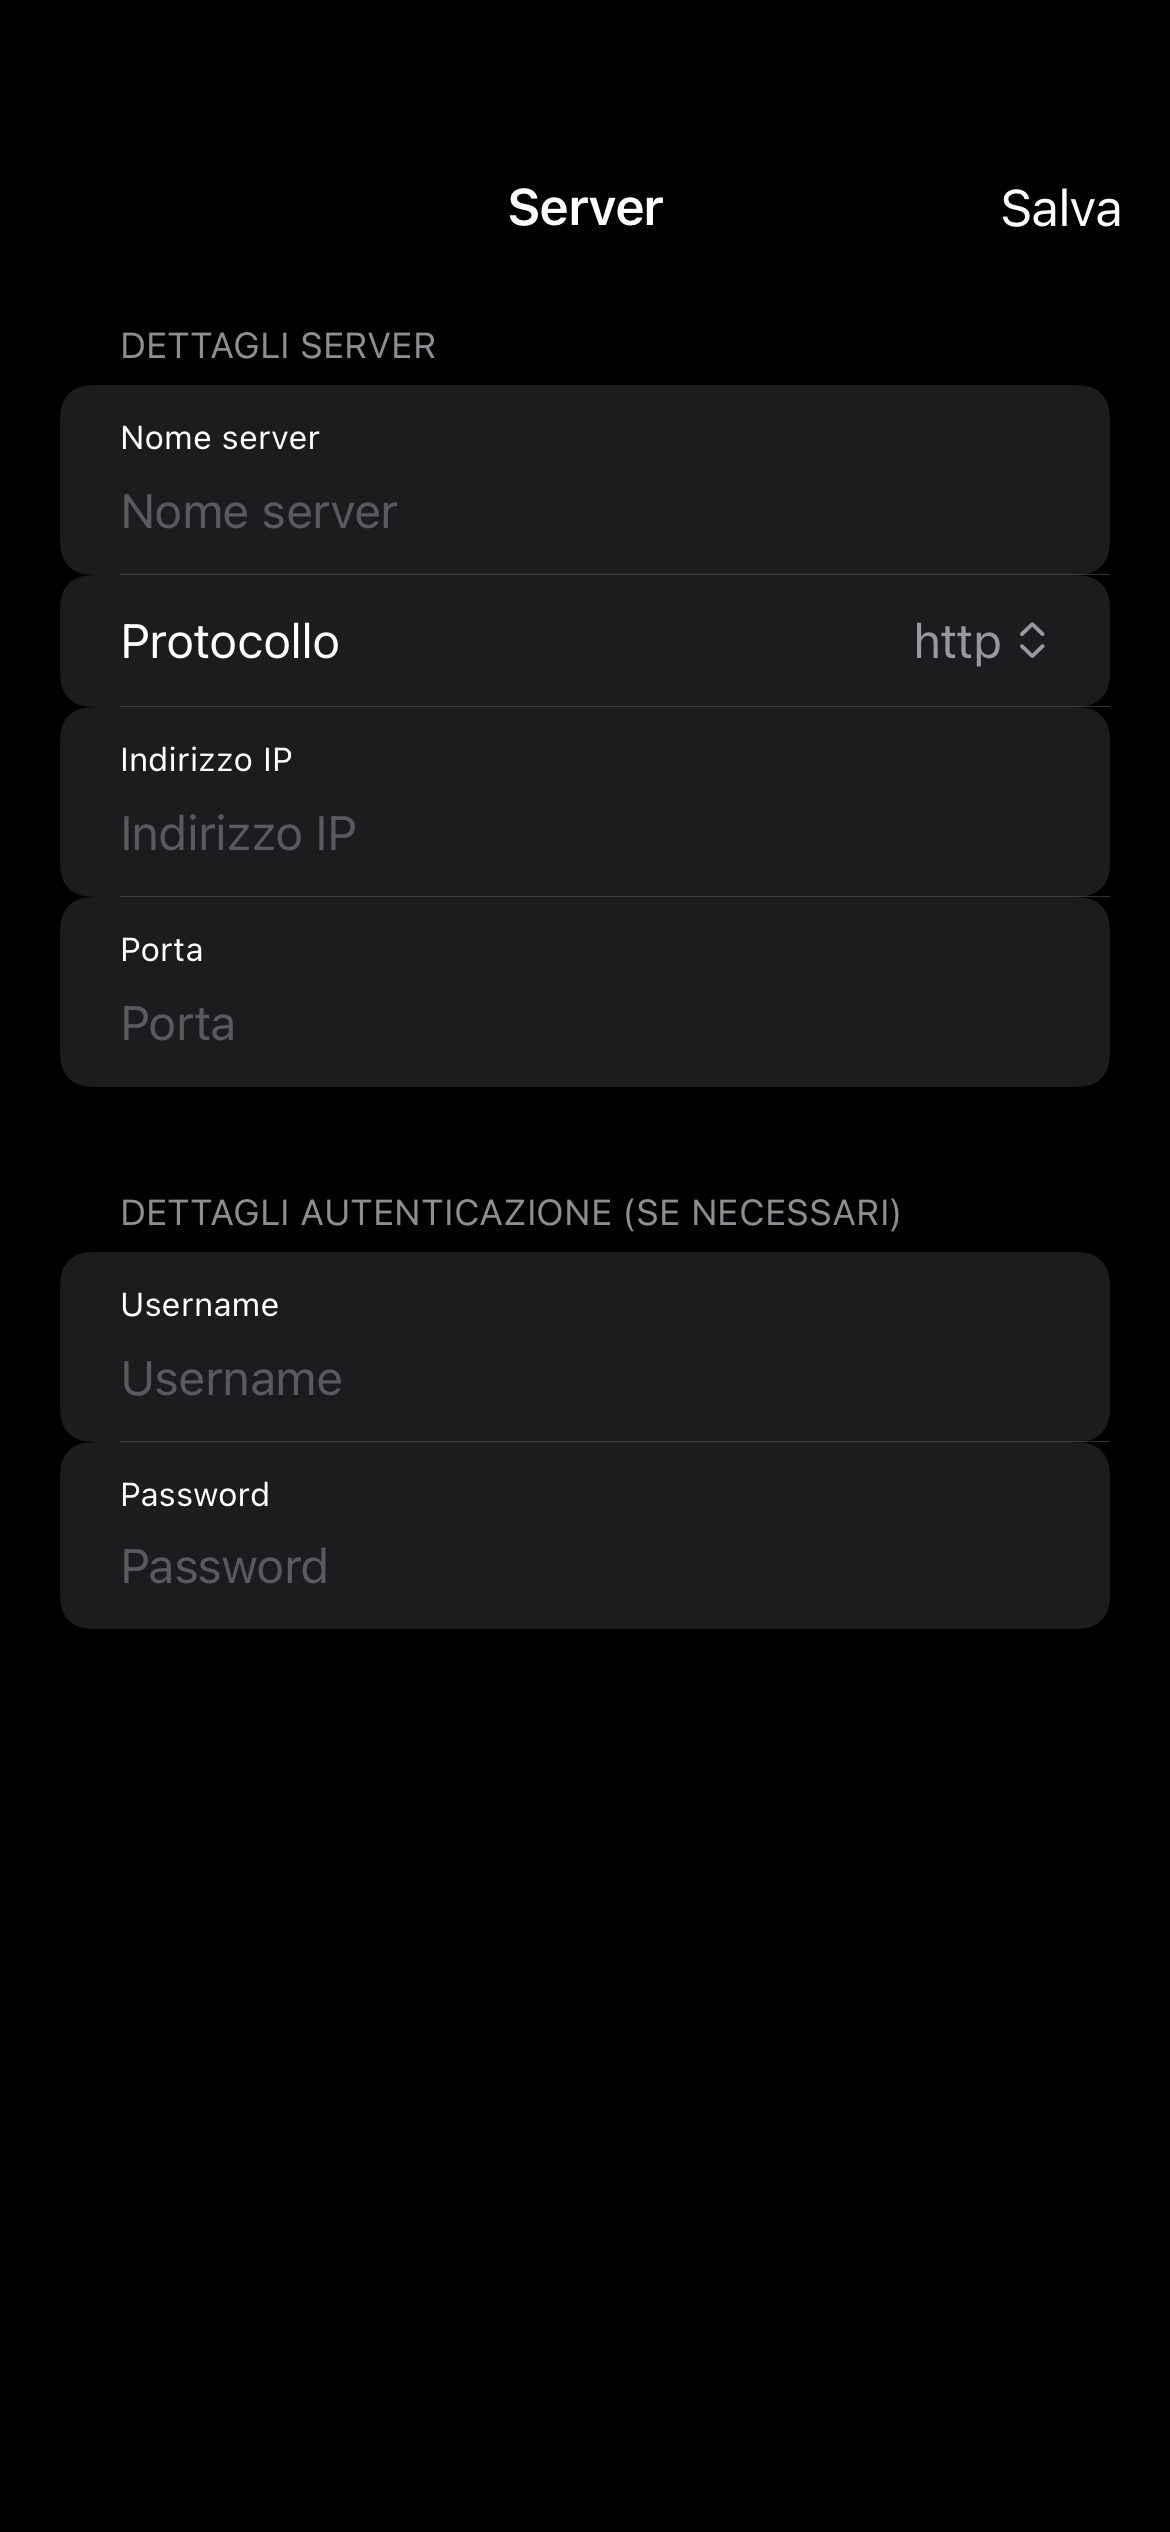 Server
Salva
DETTAGLI SERVER
Nome server
Nome server
Protocollo
http
Indirizzo IP
Indirizzo IP
Porta
Porta
DETTAGLI AUTENTICAZIONE (SE NECESSARI)
Username
Username
Password
Password